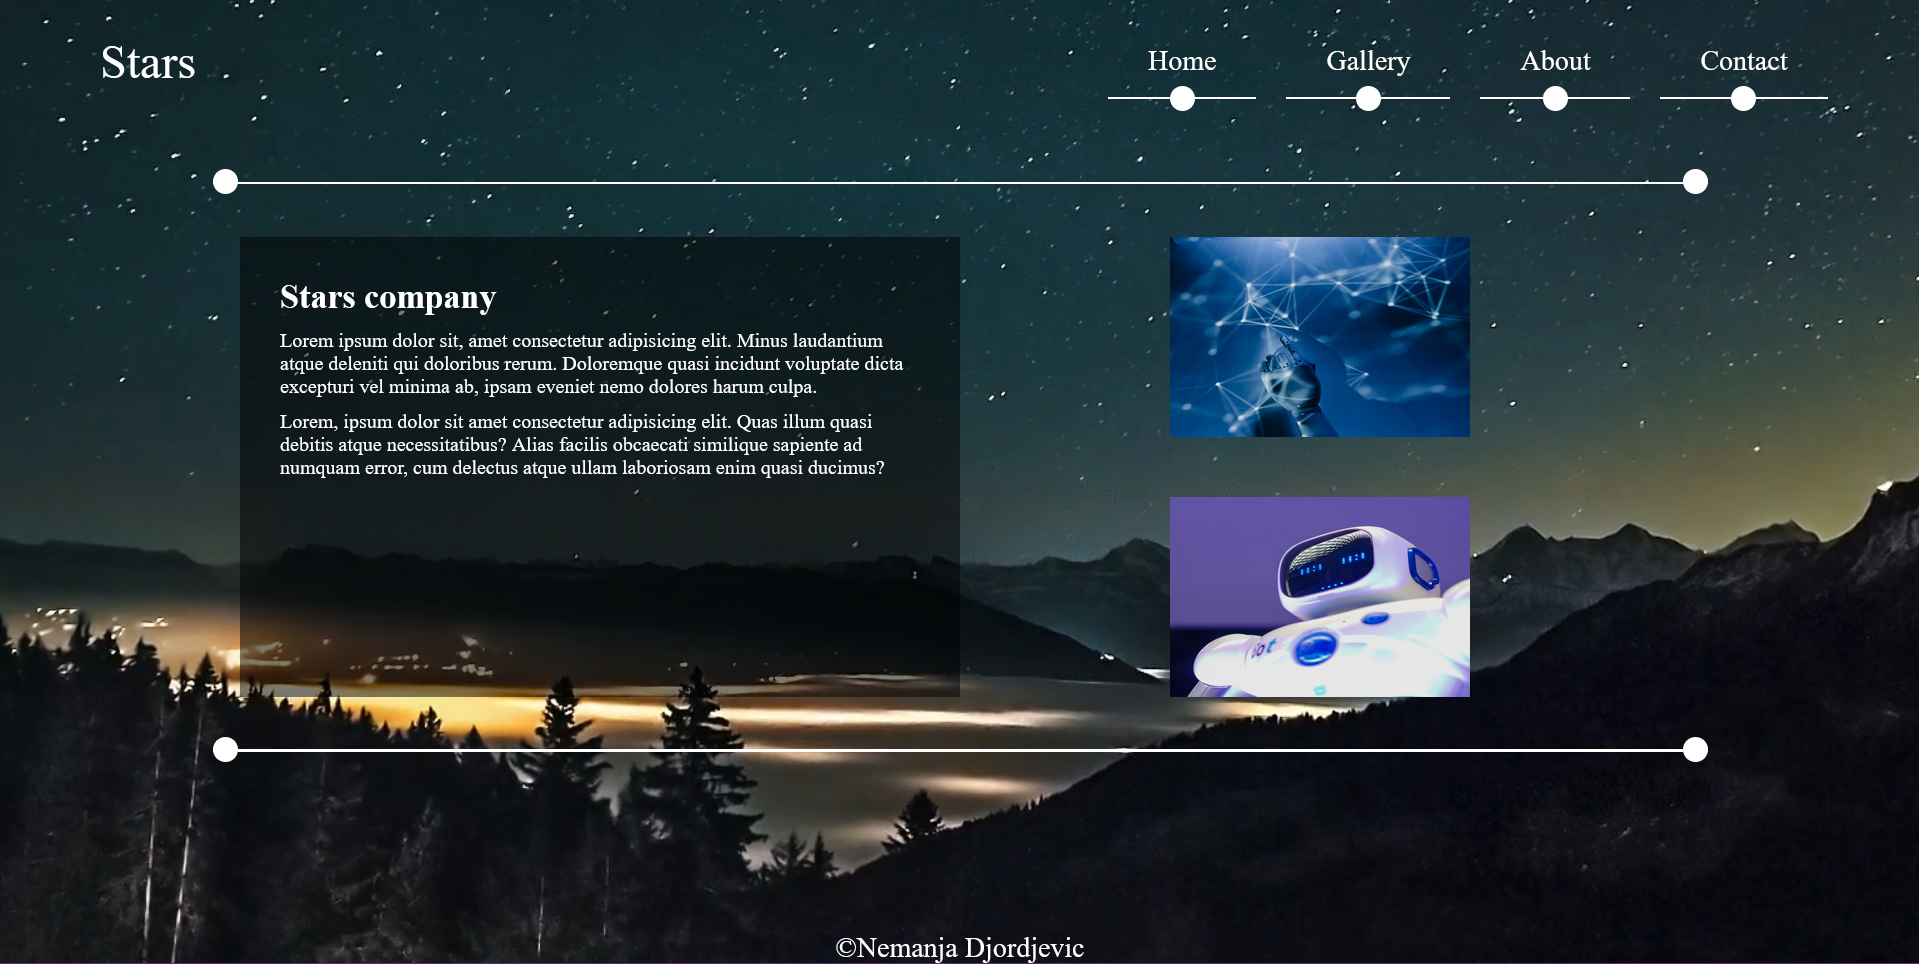 Stars
Home
Gallery
About
Contact
Stars company
Lorem ipsum dolor sit, amet consectetur adipisicing elit. Minus laudantium
atque deleniti qui doloribus rerum. Doloremque quasi incidunt voluptate dicta
excepturi vel minima ab, ipsam eveniet nemo dolores harum culpa.
Lorem, ipsum dolor sit amet consectetur adipisicing elit. Quas illum quasi
debitis atque necessitatibus? Alias facilis obcaecati similique sapiente ad
numquam error, cum delectus atque ullam laboriosam enim quasi ducimus?
©Nemanja Djordjevic